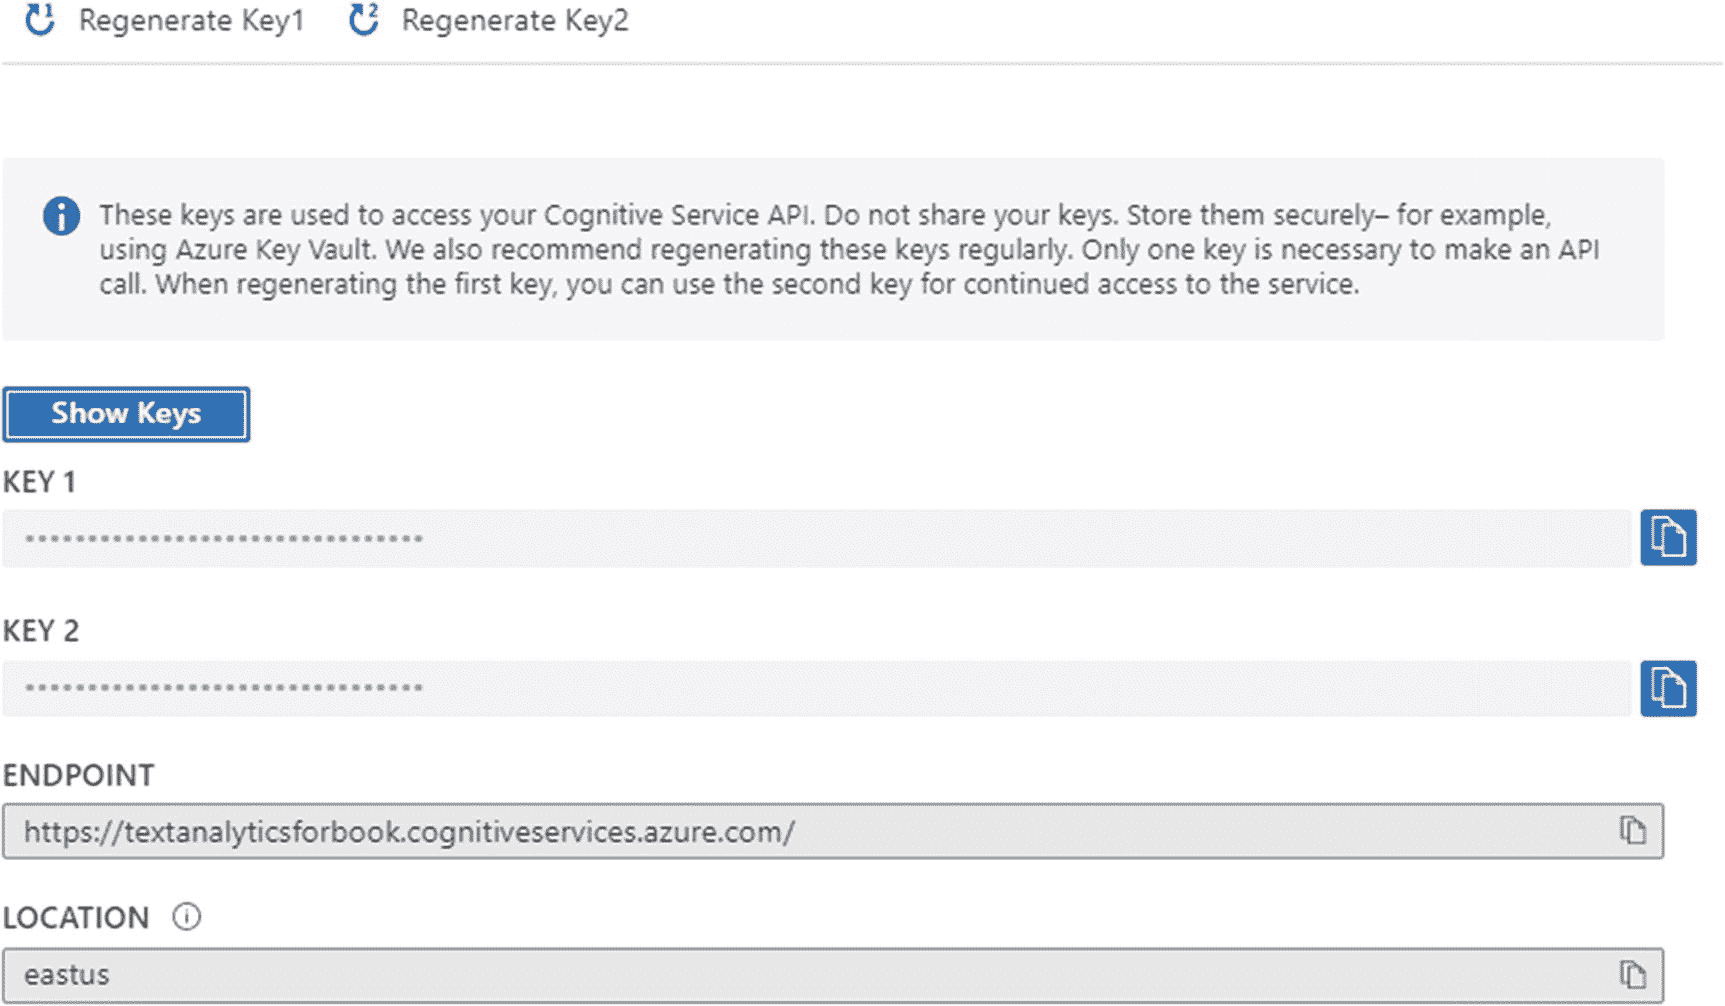 Regenerate Key1 Regenerate Key2
These keys are used to access your Cognitive Service API. Do not share your keys. Store them securely– for example,
using Azure Key Vault. We also recommend regenerating these keys regularly. Only one key is necessary to make an API
call. When regenerating the first key, you can use the second key for continued access to the service.
Show Keys
KEY 1
••••••••••••••••••••••••••••••••
KEY 2
••••••••••••••••••••••••••••••••
ENDPOINT
https://textanalyticsforbook.cognitiveservices.azure.com/
LOCATION
eastus